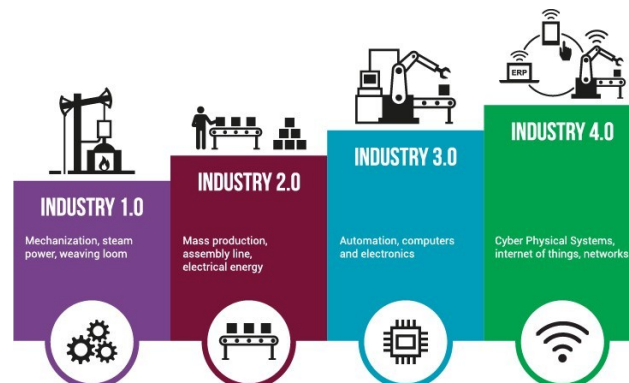 ERP
INDUSTRY 1.0
Mechanization, steam
power, weaving loom
INDUSTRY 2.0
Mass production,
assembly line,
electrical energy
INDUSTRY 3.0
Automation, computers
and electronics
INDUSTRY 4.0
Cyber Physical Systems,
internet of things, networks